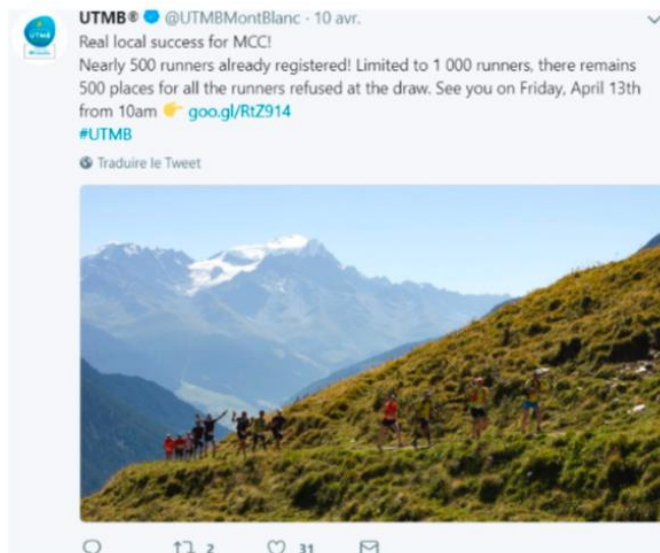 UTMB® @UTMBMontBlanc · 10 avr.
Real local success for MCC!
Nearly 500 runners already registered! Limited to 1 000 runners, there remains
500 places for all the runners refused at the draw. See you on Friday, April 13th
from 10am 👉 goo.gl/RtZ914
#UTMB
Traduire le Tweet
2 31